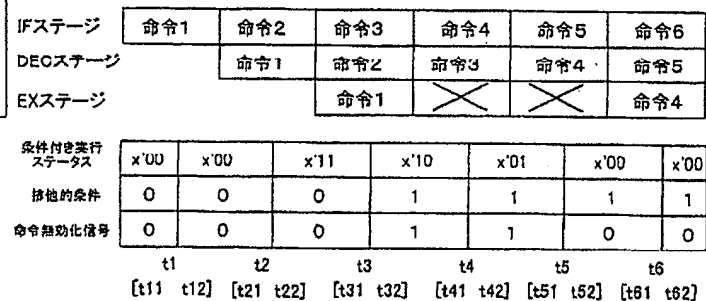 IFステージ 命令1 命令2 命令3 命令4 命令5 命令6
DECステージ 命令1 命令2 命令3 命令4 命令5
EXステージ 命令1 命令4
条件付き実行
ステータス x'00 x'00 x'11 x'10 x'01 x'00 x'00
排他的条件 0 0 0 1 1 1 1
命令無効化信号 0 0 0 1 1 0 0
t1 t2 t3 t4 t5 t6
[t11 t12] [t21 t22] [t31 t32] [t41 t42] [t51 t52] [t61 t62]